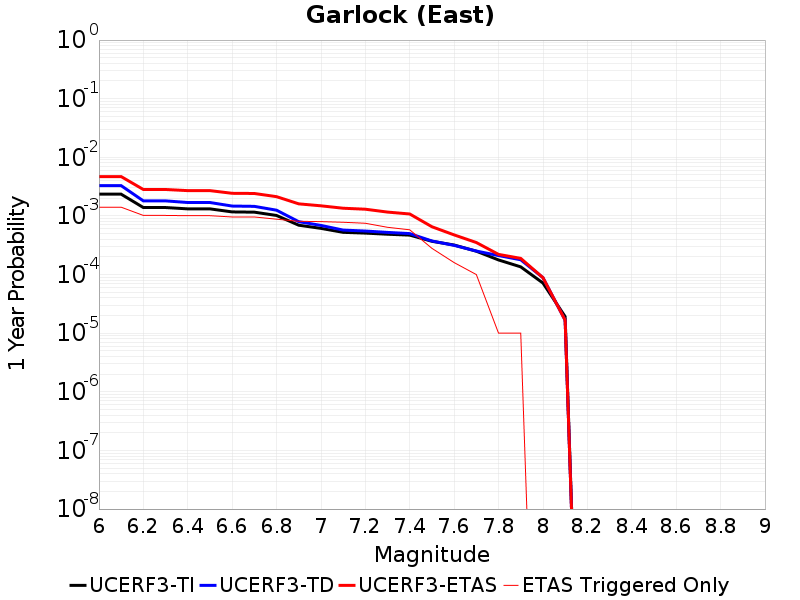 Garlock (East)
10^0
10^-1
10^-2
10^-3
10^-4
10^-5
10^-6
10^-7
10^-8
1 Year Probability
6 6.2 6.4 6.6 6.8 7 7.2 7.4 7.6 7.8 8 8.2 8.4 8.6 8.8 9
Magnitude
UCERF3-TI UCERF3-TD UCERF3-ETAS ETAS Triggered Only